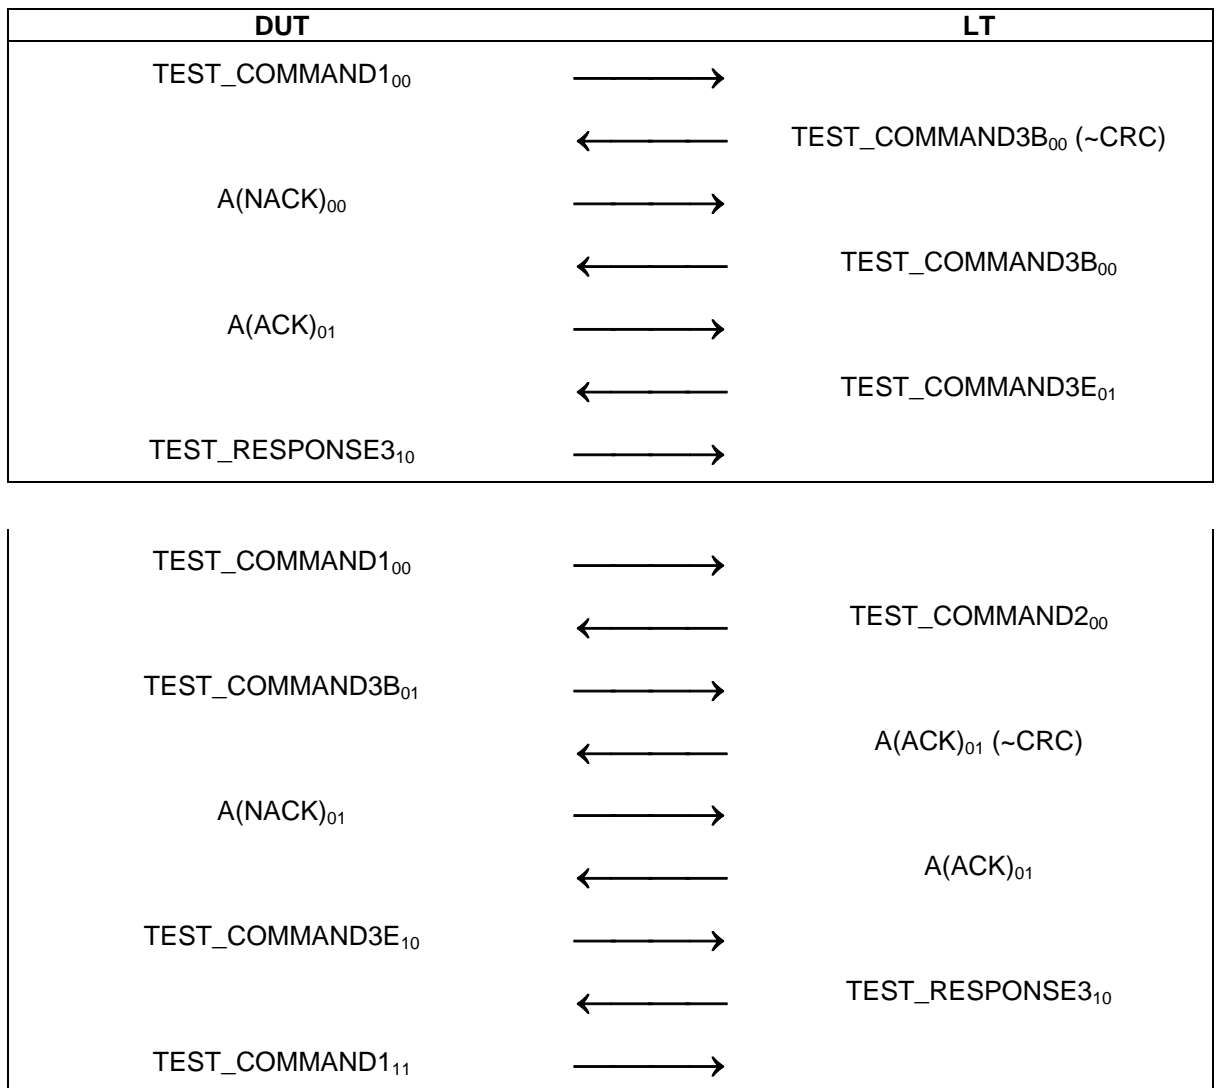 DUT LT
TEST_COMMAND1₀₀
TEST_COMMAND3B₀₀ (~CRC)
A(NACK)₀₀
TEST_COMMAND3B₀₀
A(ACK)₀₁
TEST_COMMAND3E₀₁
TEST_RESPONSE3₁₀
TEST_COMMAND1₀₀
TEST_COMMAND2₀₀
TEST_COMMAND3B₀₁
A(ACK)₀₁ (~CRC)
A(NACK)₀₁
A(ACK)₀₁
TEST_COMMAND3E₁₀
TEST_RESPONSE3₁₀
TEST_COMMAND1₁₁